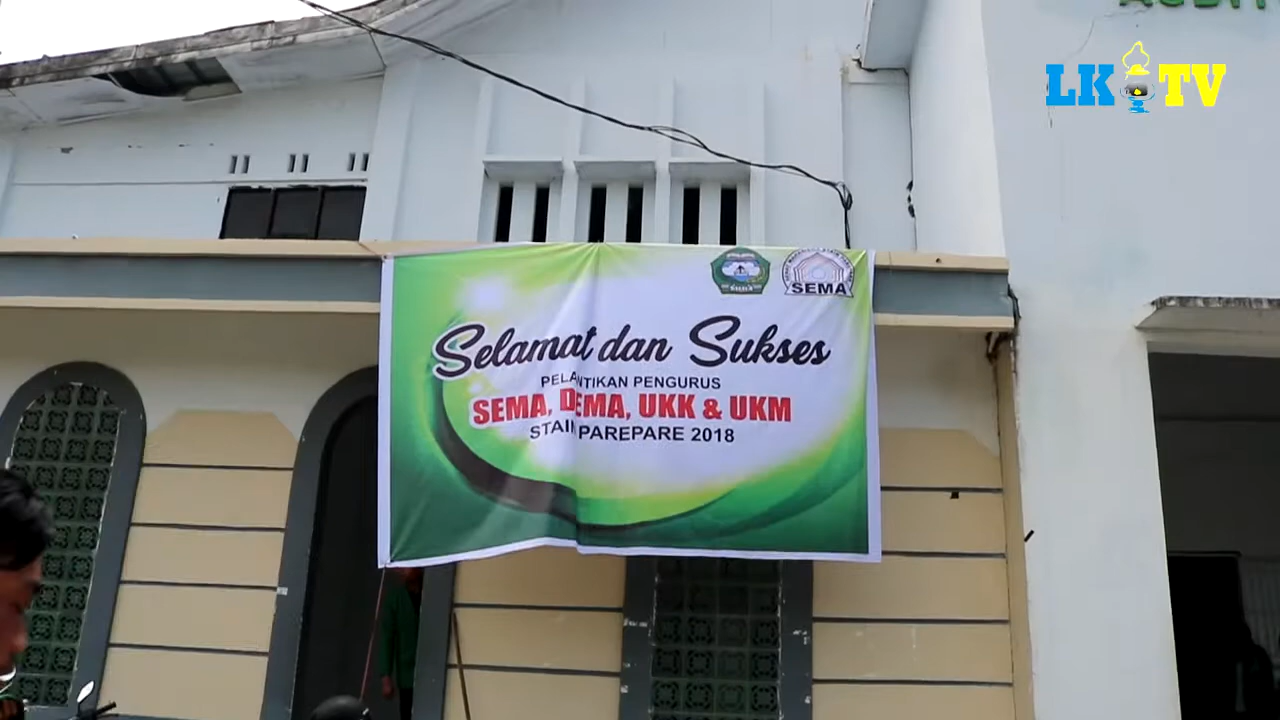 LK TV
SEMA
Selamat dan Sukses
PELANTIKAN PENGURUS
SEMA, DEMA, UKK & UKM
STAIN PAREPARE 2018